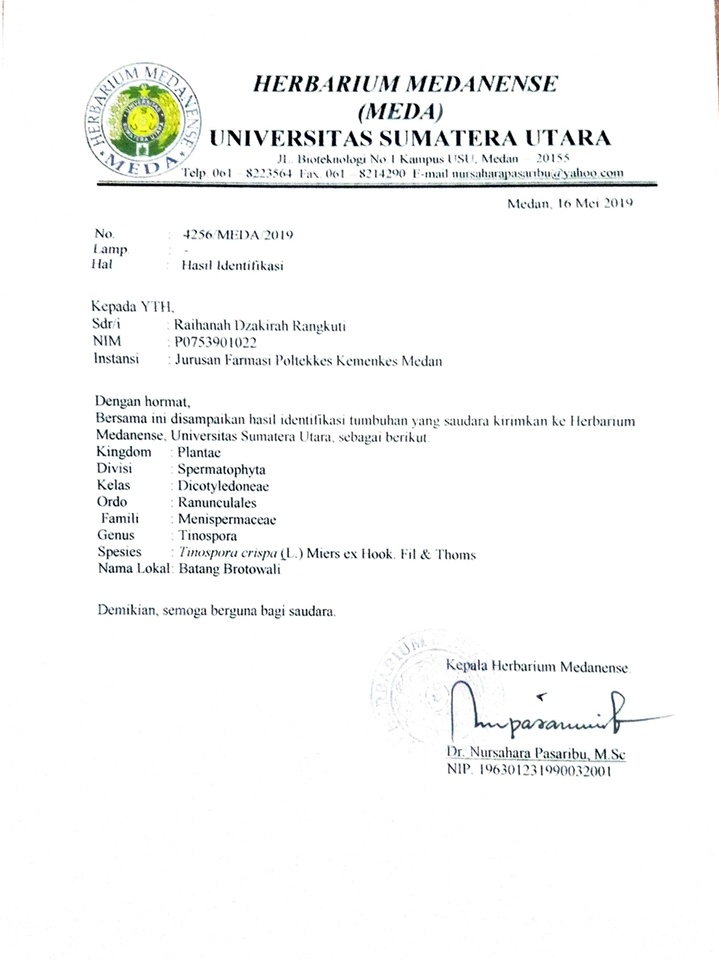 HERBARIUM MEDANENSE
(MEDA)
UNIVERSITAS SUMATERA UTARA
JL. Bioteknologi No.1 Kampus USU, Medan – 20155
Telp. 061 – 8223564 Fax. 061 – 8214290 E-mail nursaharapasaribu@yahoo.com
HERBARIUM MEDANENSE
MEDA
Medan, 16 Mei 2019
No. : 4256/MEDA/2019
Lamp : -
Hal : Hasil Identifikasi
Kepada YTH,
Sdr/i : Raihanah Dzakirah Rangkuti
NIM : P0753901022
Instansi : Jurusan Farmasi Poltekkes Kemenkes Medan
Dengan hormat,
Bersama ini disampaikan hasil identifikasi tumbuhan yang saudara kirimkan ke Herbarium
Medanense, Universitas Sumatera Utara, sebagai berikut:
Kingdom : Plantae
Divisi : Spermatophyta
Kelas : Dicotyledoneae
Ordo : Ranunculales
Famili : Menispermaceae
Genus : Tinospora
Spesies : Tinospora crispa (L.) Miers ex Hook. Fil & Thoms
Nama Lokal: Batang Brotowali
Demikian, semoga berguna bagi saudara.
Kepala Herbarium Medanense.
Dr. Nursahara Pasaribu, M.Sc
NIP. 196301231990032001